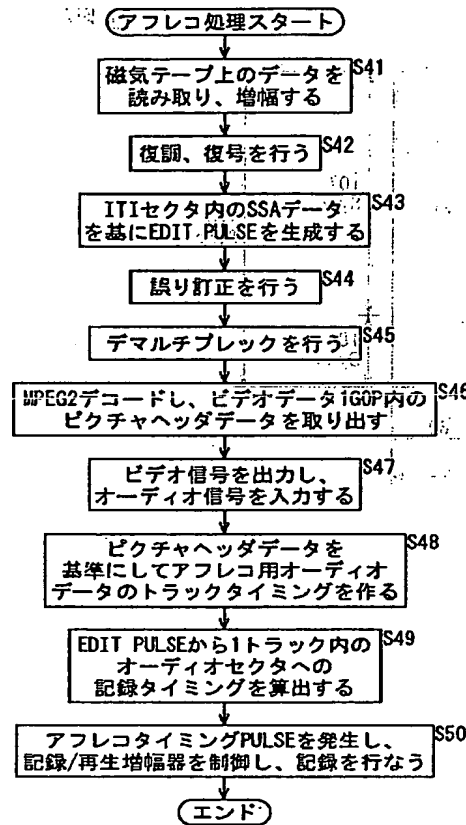 アフレコ処理スタート
磁気テープ上のデータを
読み取り、増幅する
S41
復調、復号を行う
S42
ITIセクタ内のSSAデータ
を基にEDIT PULSEを生成する
S43
誤り訂正を行う
S44
デマルチプレックを行う
S45
MPEG2デコードし、ビデオデータ1GOP内の
ピクチャヘッダデータを取り出す
S46
ビデオ信号を出力し、
オーディオ信号を入力する
S47
ピクチャヘッダデータを
基準にしてアフレコ用オーディオ
データのトラックタイミングを作る
S48
EDIT PULSEから1トラック内の
オーディオセクタへの
記録タイミングを算出する
S49
アフレコタイミングPULSEを発生し、
記録/再生増幅器を制御し、記録を行なう
S50
エンド